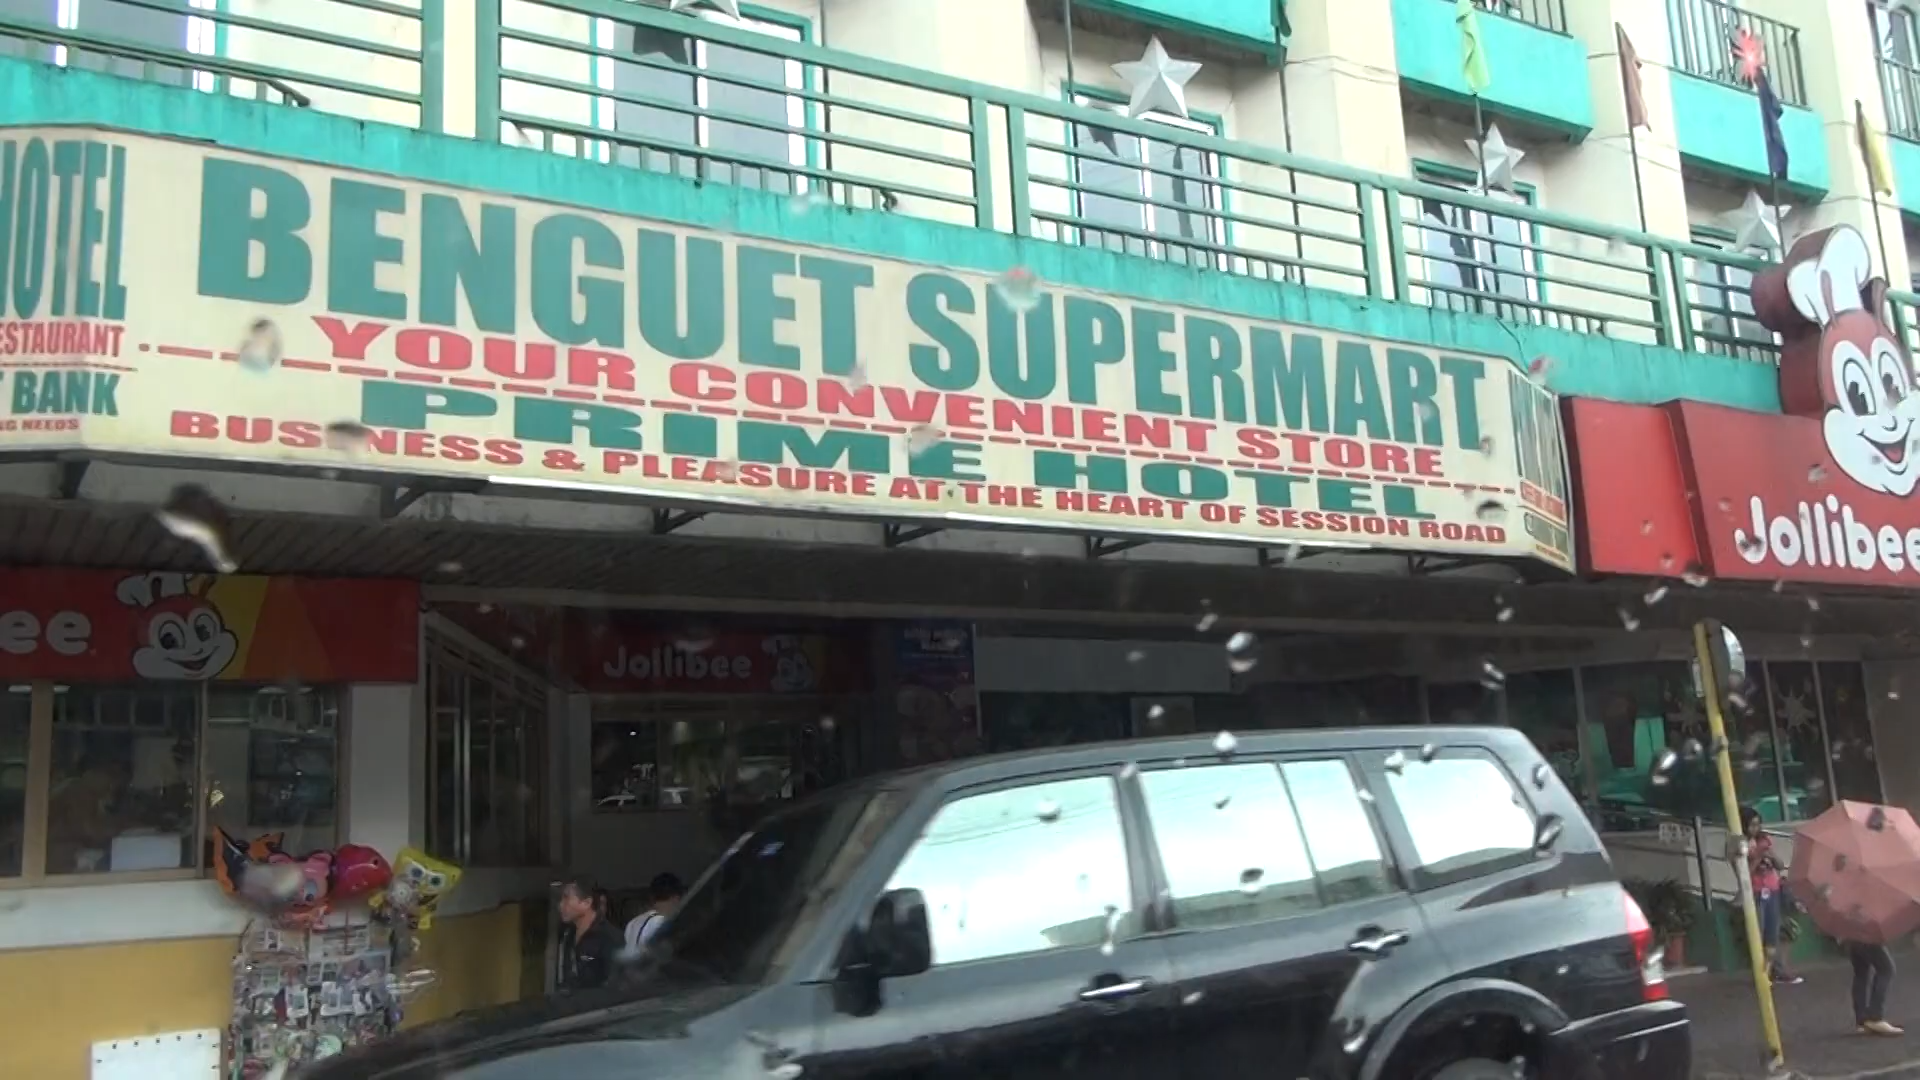 HOTEL
RESTAURANT
BANK
NEEDS
BENGUET SUPERMART
YOUR CONVENIENT STORE
PRIME HOTEL
BUSINESS & PLEASURE AT THE HEART OF SESSION ROAD
Jollibee
ee
Jollibee